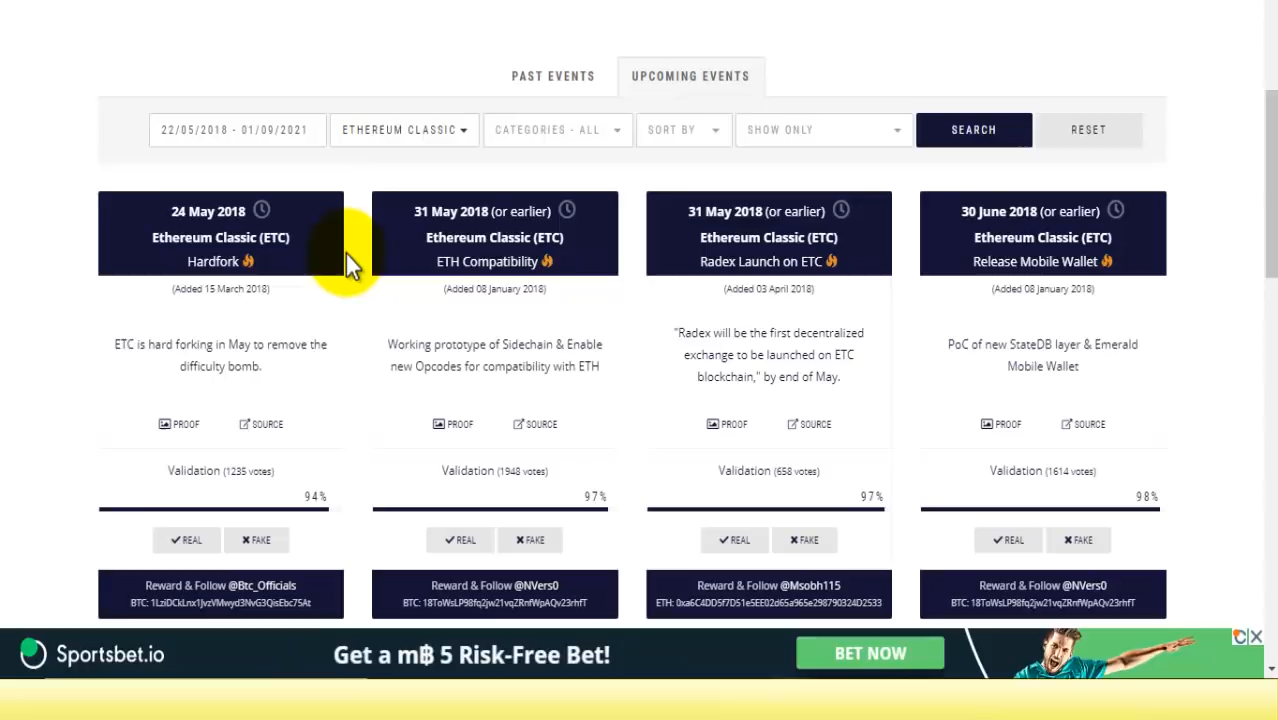 PAST EVENTS
UPCOMING EVENTS
22/05/2018 - 01/09/2021
ETHEREUM CLASSIC
CATEGORIES - ALL
SORT BY
SHOW ONLY
SEARCH
RESET
24 May 2018
Ethereum Classic (ETC)
Hardfork
(Added 15 March 2018)
ETC is hard forking in May to remove the
difficulty bomb.
PROOF
SOURCE
Validation (1235 votes)
94%
REAL
FAKE
Reward & Follow @Btc_Officials
BTC: 1LziDCkLnx1JvzVMwyd3NvG3QisEbc75At
31 May 2018 (or earlier)
Ethereum Classic (ETC)
ETH Compatibility
(Added 08 January 2018)
Working prototype of Sidechain & Enable
new Opcodes for compatibility with ETH
PROOF
SOURCE
Validation (1948 votes)
97%
REAL
FAKE
Reward & Follow @NVers0
BTC: 18ToWsLP98fq2jw21vqZRnfWpAQv23rhfT
31 May 2018 (or earlier)
Ethereum Classic (ETC)
Radex Launch on ETC
(Added 03 April 2018)
"Radex will be the first decentralized
exchange to be launched on ETC
blockchain," by end of May.
PROOF
SOURCE
Validation (658 votes)
97%
REAL
FAKE
Reward & Follow @Msobh115
ETH: 0xa6C4DD5f7D51e5EE02d65a965e298790324D2533
30 June 2018 (or earlier)
Ethereum Classic (ETC)
Release Mobile Wallet
(Added 08 January 2018)
PoC of new StateDB layer & Emerald
Mobile Wallet
PROOF
SOURCE
Validation (1614 votes)
98%
REAL
FAKE
Reward & Follow @NVers0
BTC: 18ToWsLP98fq2jw21vqZRnfWpAQv23rhfT
Sportsbet.io
Get a m฿ 5 Risk-Free Bet!
BET NOW